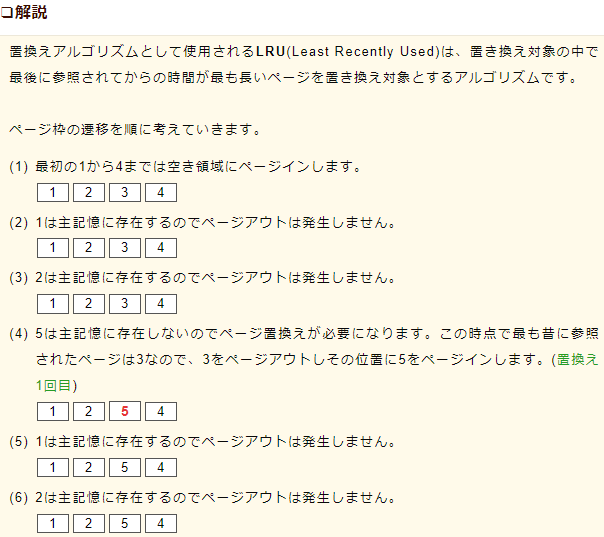 ❏解説
置換えアルゴリズムとして使用されるLRU(Least Recently Used)は、置き換え対象の中で
最後に参照されてからの時間が最も長いページを置き換え対象とするアルゴリズムです。
ページ枠の遷移を順に考えていきます。
(1) 最初の1から4までは空き領域にページインします。
1 2 3 4
(2) 1は主記憶に存在するのでページアウトは発生しません。
1 2 3 4
(3) 2は主記憶に存在するのでページアウトは発生しません。
1 2 3 4
(4) 5は主記憶に存在しないのでページ置換えが必要になります。この時点で最も昔に参照
されたページは3なので、3をページアウトしその位置に5をページインします。(置換え
1回目)
1 2 5 4
(5) 1は主記憶に存在するのでページアウトは発生しません。
1 2 5 4
(6) 2は主記憶に存在するのでページアウトは発生しません。
1 2 5 4